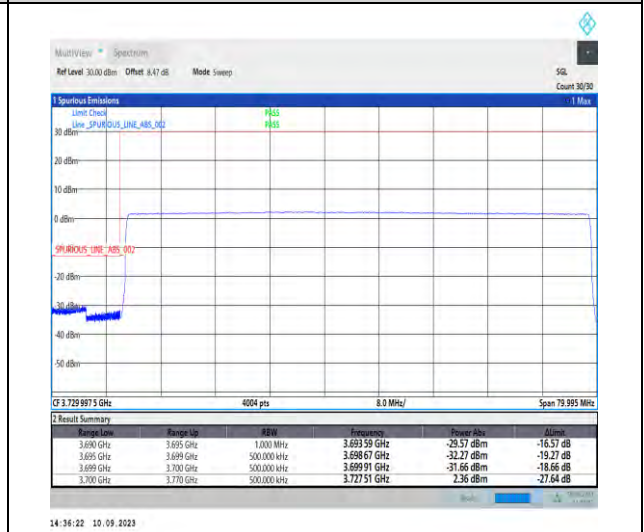 MultiView Spectrum
Ref Level 30.00 dBm Offset 8.47 dB Mode Sweep SGL
Count 30/30
1 Spurious Emissions 1 Max
Limit Check PASS
Line _SPURIOUS_LINE_ABS_002 PASS
30 dBm
20 dBm
10 dBm
0 dBm
SPURIOUS_LINE_ABS_002
-20 dBm
-30 dBm
-40 dBm
-50 dBm
CF 3.729 997 5 GHz 4004 pts 8.0 MHz/ Span 79.995 MHz
2 Result Summary
Range Low Range Up RBW Frequency Power Abs ΔLimit
3.690 GHz 3.695 GHz 1.000 MHz 3.693 59 GHz -29.57 dBm -16.57 dB
3.695 GHz 3.699 GHz 500.000 kHz 3.698 67 GHz -32.27 dBm -19.27 dB
3.699 GHz 3.700 GHz 500.000 kHz 3.699 91 GHz -31.66 dBm -18.66 dB
3.700 GHz 3.770 GHz 500.000 kHz 3.727 51 GHz 2.36 dBm -27.64 dB
14:36:22 10.09.2023